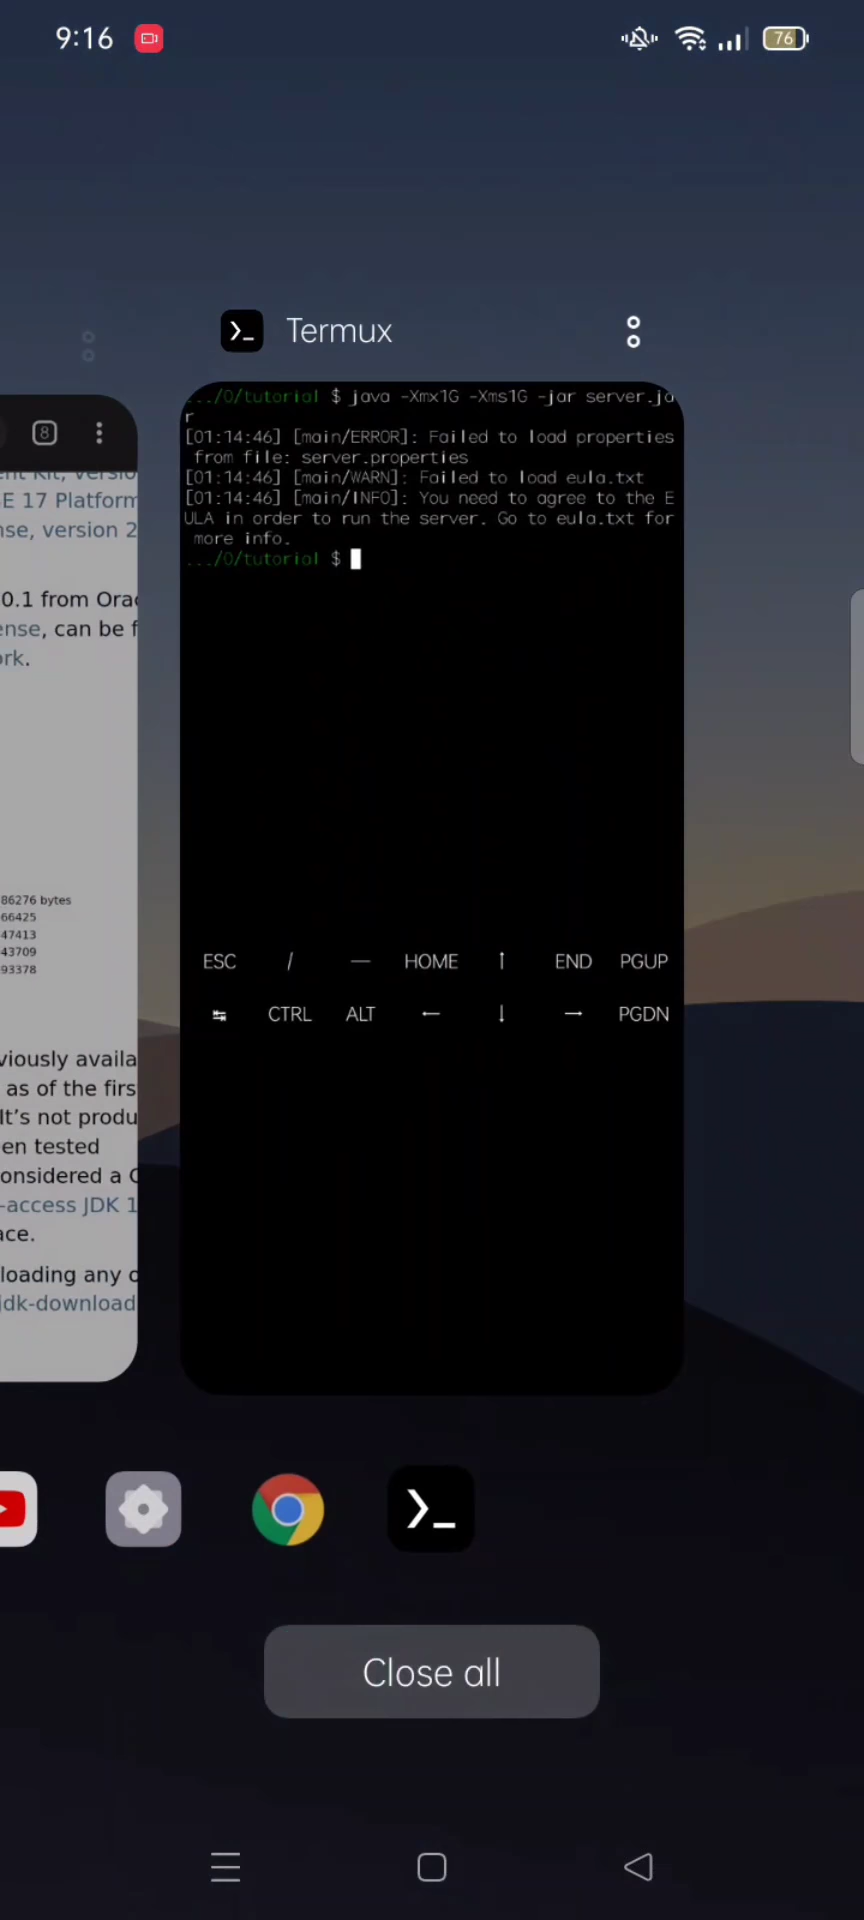 9:16
76
Termux
8
.../0/tutorial $ java -Xmx1G -Xms1G -jar server.ja
r
[01:14:46] [main/ERROR]: Failed to load properties
from file: server.properties
[01:14:46] [main/WARN]: Failed to load eula.txt
[01:14:46] [main/INFO]: You need to agree to the E
ULA in order to run the server. Go to eula.txt for
more info.
.../0/tutorial $
E 17 Platform
nse, version 2
0.1 from Orac
ense, can be f
ork.
86276 bytes
66425
47413
43709
93378
ESC / — HOME ↑ END PGUP
↹ CTRL ALT ← ↓ → PGDN
viously availa
as of the firs
It’s not produ
en tested
onsidered a
-access JDK 1
ace.
loading any
jdk-download
Close all